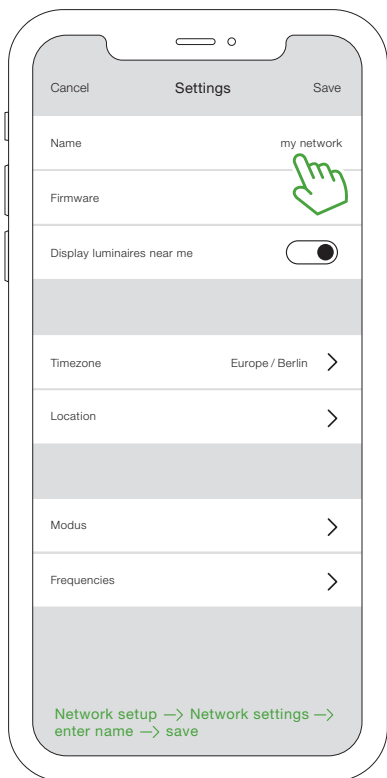 Cancel Settings Save
Name my network
Firmware
Display luminaires near me
Timezone Europe / Berlin
Location
Modus
Frequencies
Network setup —> Network settings —>
enter name —> save